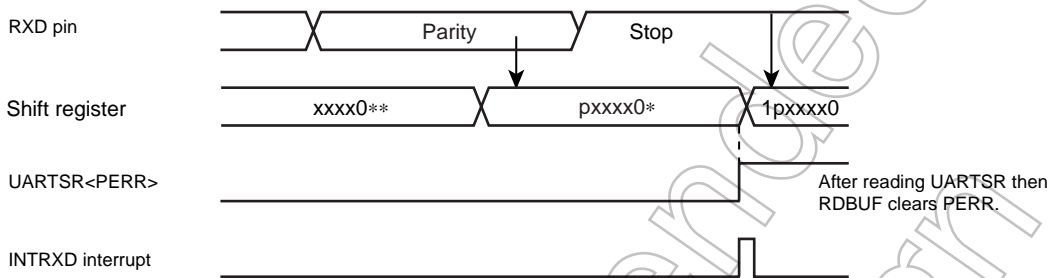 RXD pin
Parity
Stop
Shift register
xxxx0**
pxxxx0*
1pxxxx0
UARTSR<PERR>
After reading UARTSR then
RDBUF clears PERR.
INTRXD interrupt